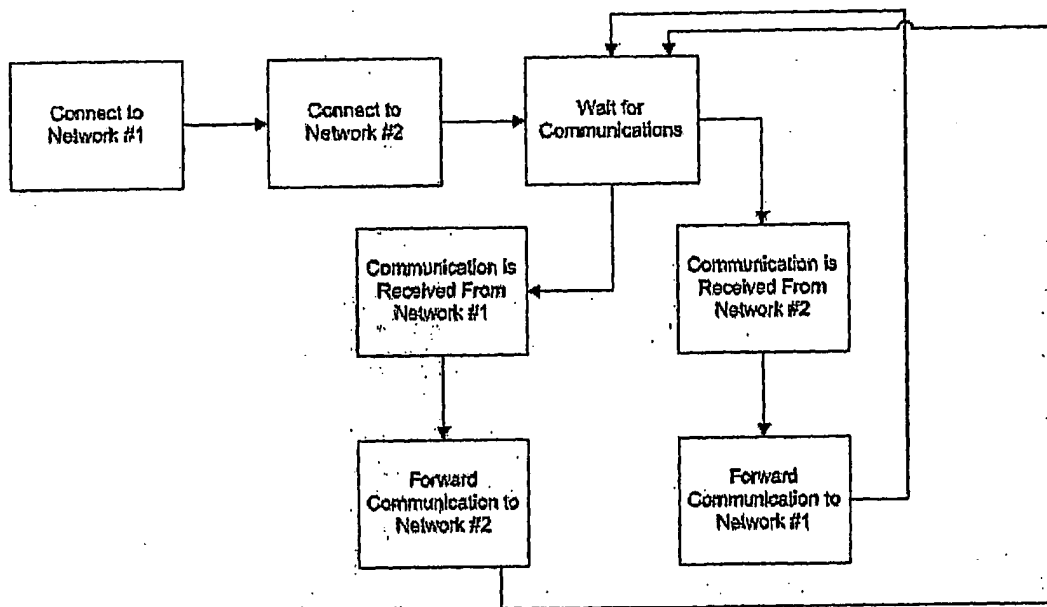 Connect to
Network #1
Connect to
Network #2
Wait for
Communications
Communication is
Received From
Network #1
Communication is
Received From
Network #2
Forward
Communication to
Network #2
Forward
Communication to
Network #1